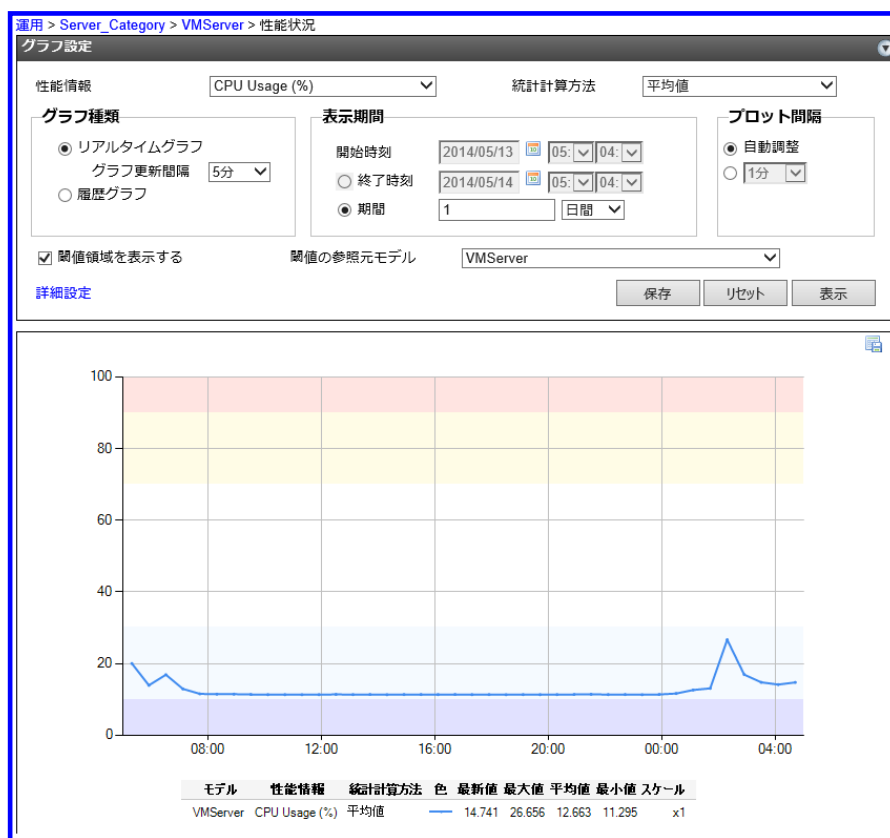 運用 > Server_Category > VMServer > 性能状況
グラフ設定
性能情報 CPU Usage (%) 統計計算方法 平均値
グラフ種類 表示期間 プロット間隔
リアルタイムグラフ 開始時刻 2014/05/13 05: 04: 自動調整
グラフ更新間隔 5分 終了時刻 2014/05/14 05: 04: 1分
履歴グラフ 期間 1 日間
閾値領域を表示する 閾値の参照元モデル VMServer
詳細設定 保存 リセット 表示
100
80
60
40
20
0
08:00 12:00 16:00 20:00 00:00 04:00
モデル 性能情報 統計計算方法 色 最新値 最大値 平均値 最小値 スケール
VMServer CPU Usage (%) 平均値 14.741 26.656 12.663 11.295 x1